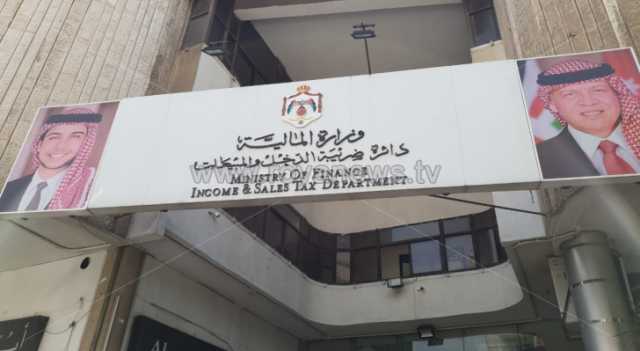 وزارة المالية
دائرة ضريبة الدخل والمبيعات
MINISTRY OF FINANCE
INCOME & SALES TAX DEPARTMENT